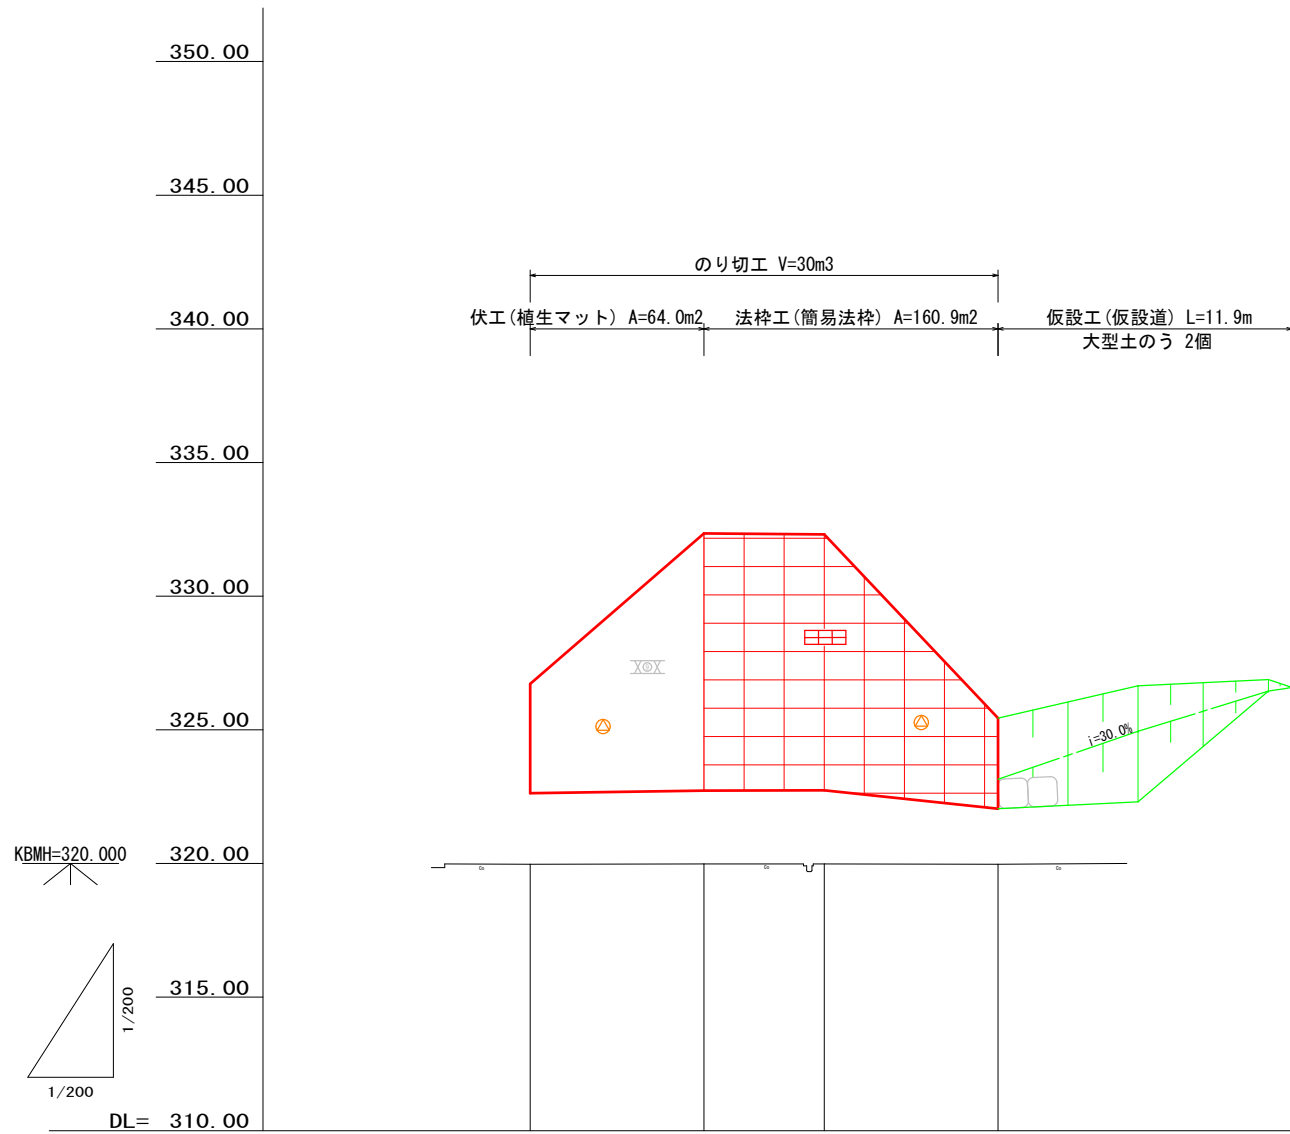 350.00
345.00
のり切工 V=30m3
340.00
伏工(植生マット) A=64.0m2
法枠工(簡易法枠) A=160.9m2
仮設工(仮設道) L=11.9m
大型土のう 2個
335.00
330.00
325.00
i=30.0%
KBMH=320.000
320.00
Co
Co
Co
315.00
1/200
1/200
DL= 310.00